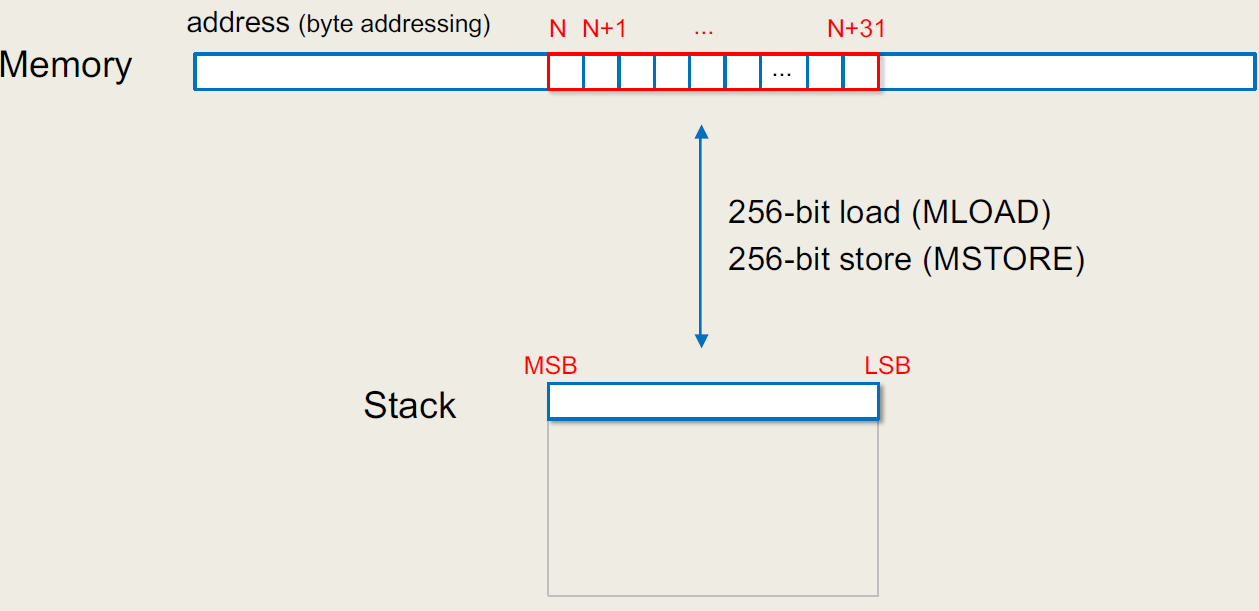 address (byte addressing)
N N+1 ... N+31
Memory
...
256-bit load (MLOAD)
256-bit store (MSTORE)
MSB LSB
Stack